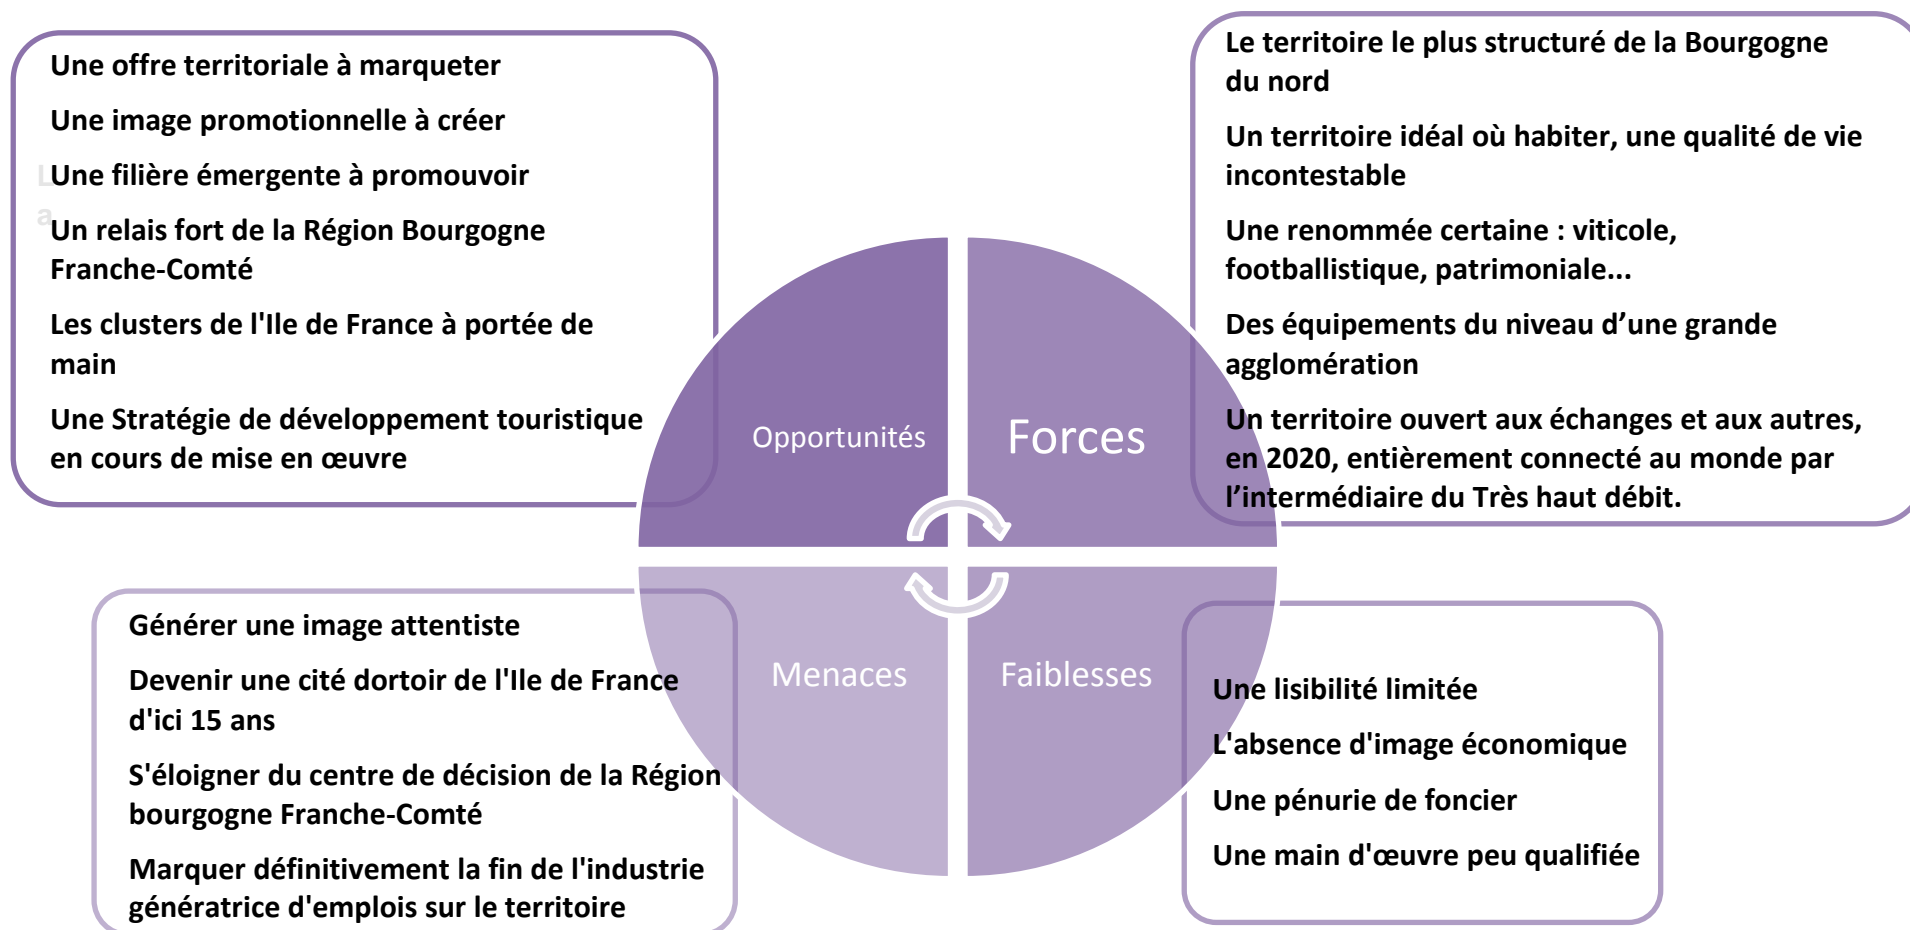 Une offre territoriale à marqueter
Une image promotionnelle à créer
Une filière émergente à promouvoir
La
Un relais fort de la Région Bourgogne
Franche-Comté
Les clusters de l'Ile de France à portée de
main
Une Stratégie de développement touristique
en cours de mise en œuvre
Le territoire le plus structuré de la Bourgogne
du nord
Un territoire idéal où habiter, une qualité de vie
incontestable
Une renommée certaine : viticole,
footballistique, patrimoniale...
Des équipements du niveau d’une grande
agglomération
Un territoire ouvert aux échanges et aux autres,
en 2020, entièrement connecté au monde par
l’intermédiaire du Très haut débit.
Opportunités
Forces
Menaces
Faiblesses
Générer une image attentiste
Devenir une cité dortoir de l'Ile de France
d'ici 15 ans
S'éloigner du centre de décision de la Région
bourgogne Franche-Comté
Marquer définitivement la fin de l'industrie
génératrice d'emplois sur le territoire
Une lisibilité limitée
L'absence d'image économique
Une pénurie de foncier
Une main d'œuvre peu qualifiée